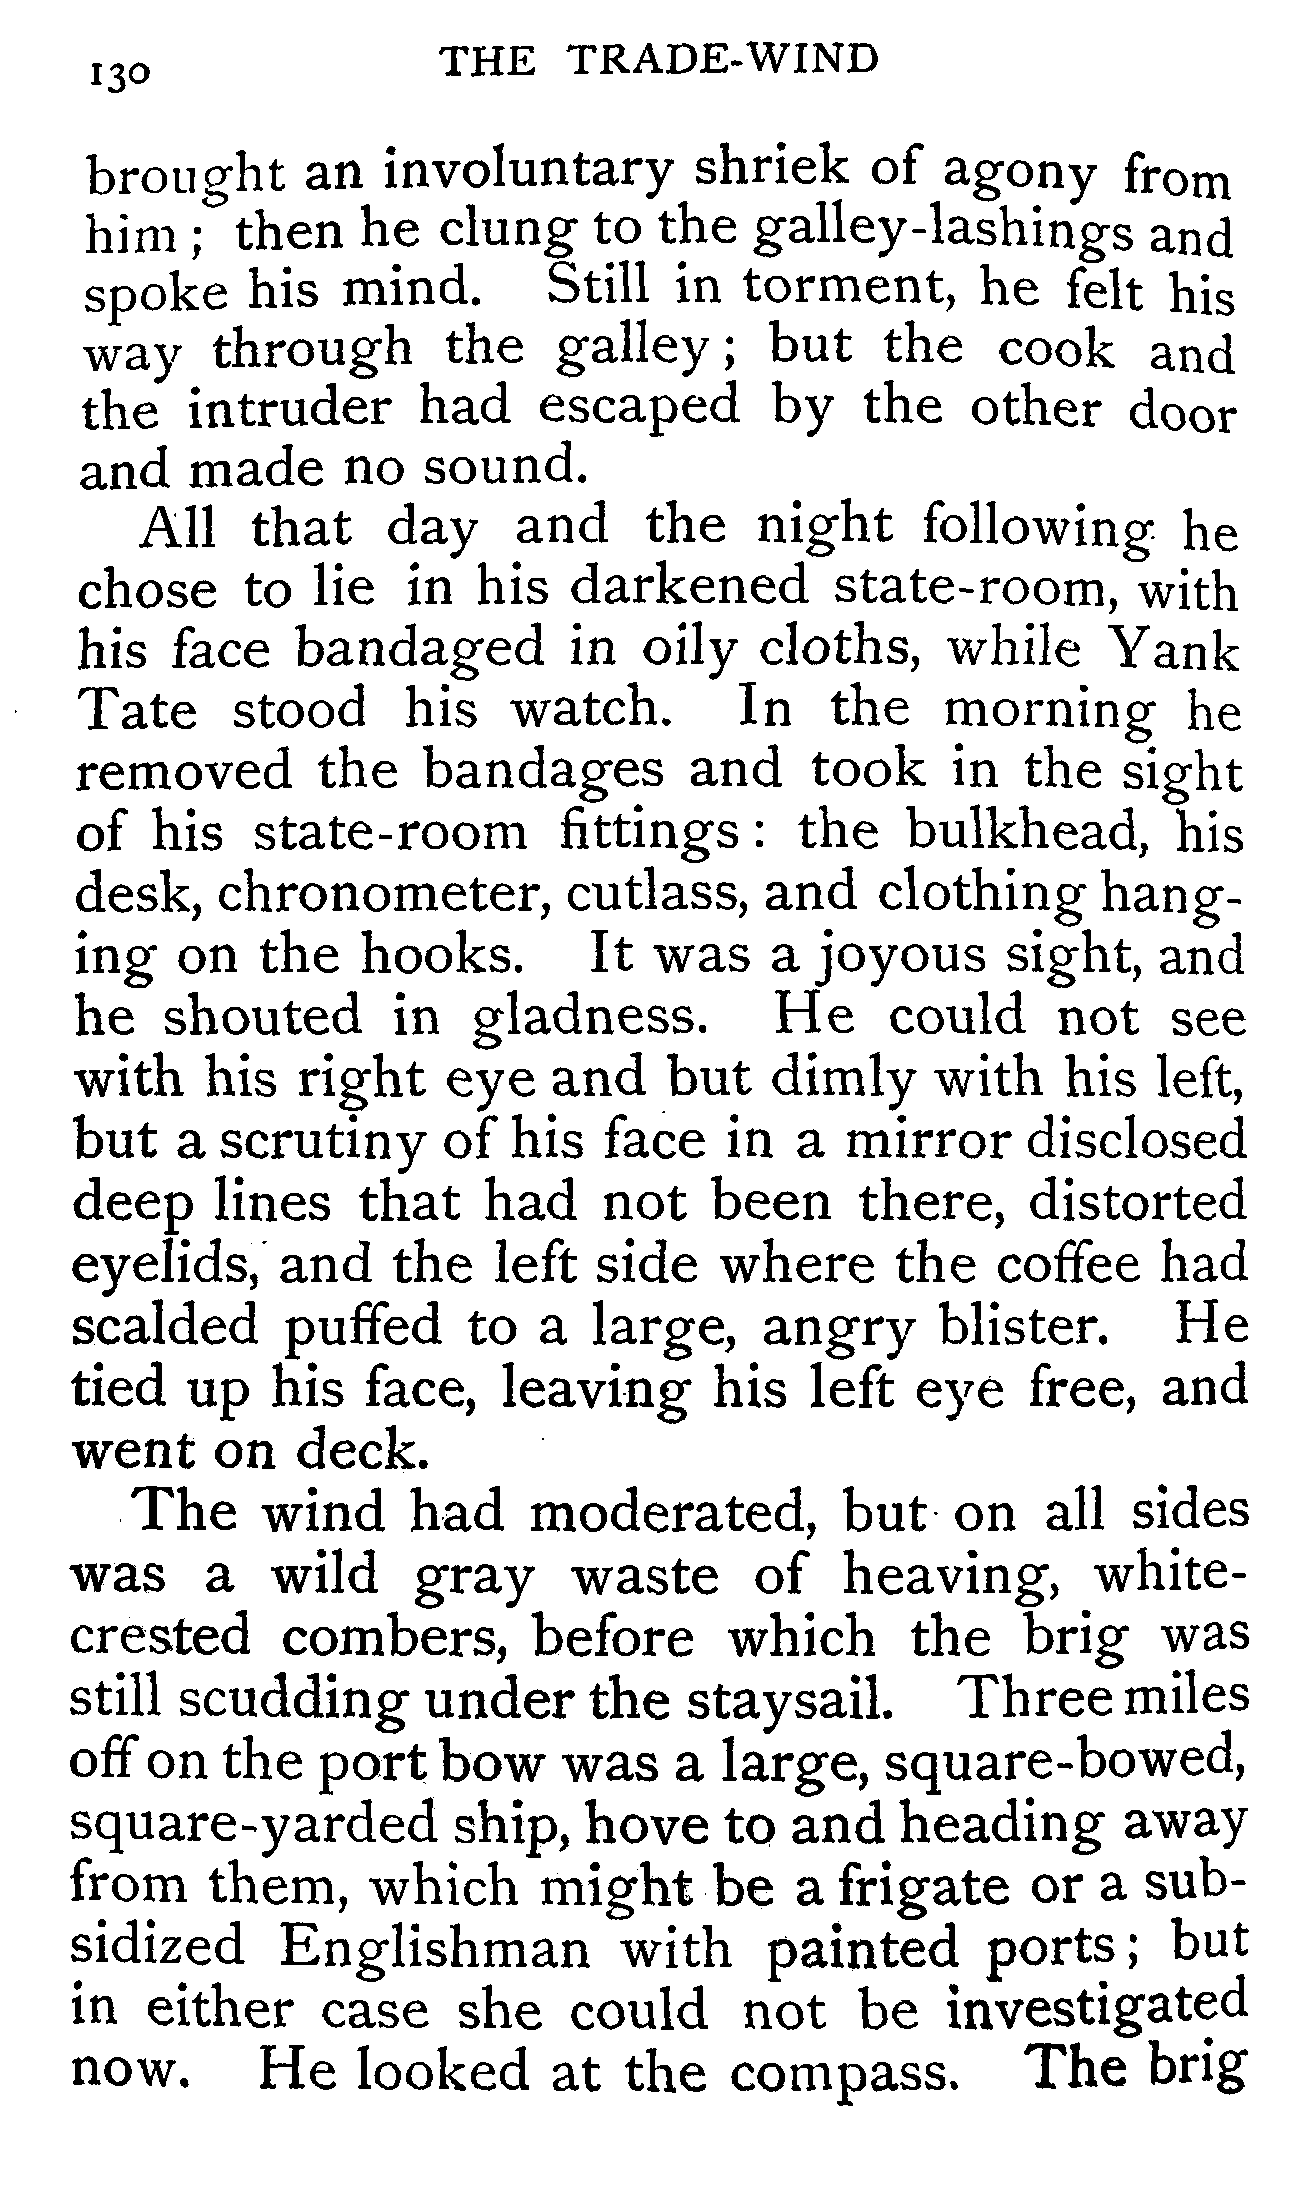 130 THE TRADE-WIND
brought an involuntary shriek of agony from
him ; then he clung to the galley-lashings and
spoke his mind. Still in torment, he felt his
way through the galley ; but the cook and
the intruder had escaped by the other door
and made no sound.
All that day and the night following he
chose to lie in his darkened state-room, with
his face bandaged in oily cloths, while Yank
Tate stood his watch. In the morning he
removed the bandages and took in the sight
of his state-room fittings : the bulkhead, his
desk, chronometer, cutlass, and clothing hang-
ing on the hooks. It was a joyous sight, and
he shouted in gladness. He could not see
with his right eye and but dimly with his left,
but a scrutiny of his face in a mirror disclosed
deep lines that had not been there, distorted
eyelids, and the left side where the coffee had
scalded puffed to a large, angry blister. He
tied up his face, leaving his left eye free, and
went on deck.
The wind had moderated, but on all sides
was a wild gray waste of heaving, white-
crested combers, before which the brig was
still scudding under the staysail. Three miles
off on the port bow was a large, square-bowed,
square-yarded ship, hove to and heading away
from them, which might be a frigate or a sub-
sidized Englishman with painted ports ; but
in either case she could not be investigated
now. He looked at the compass. The brig